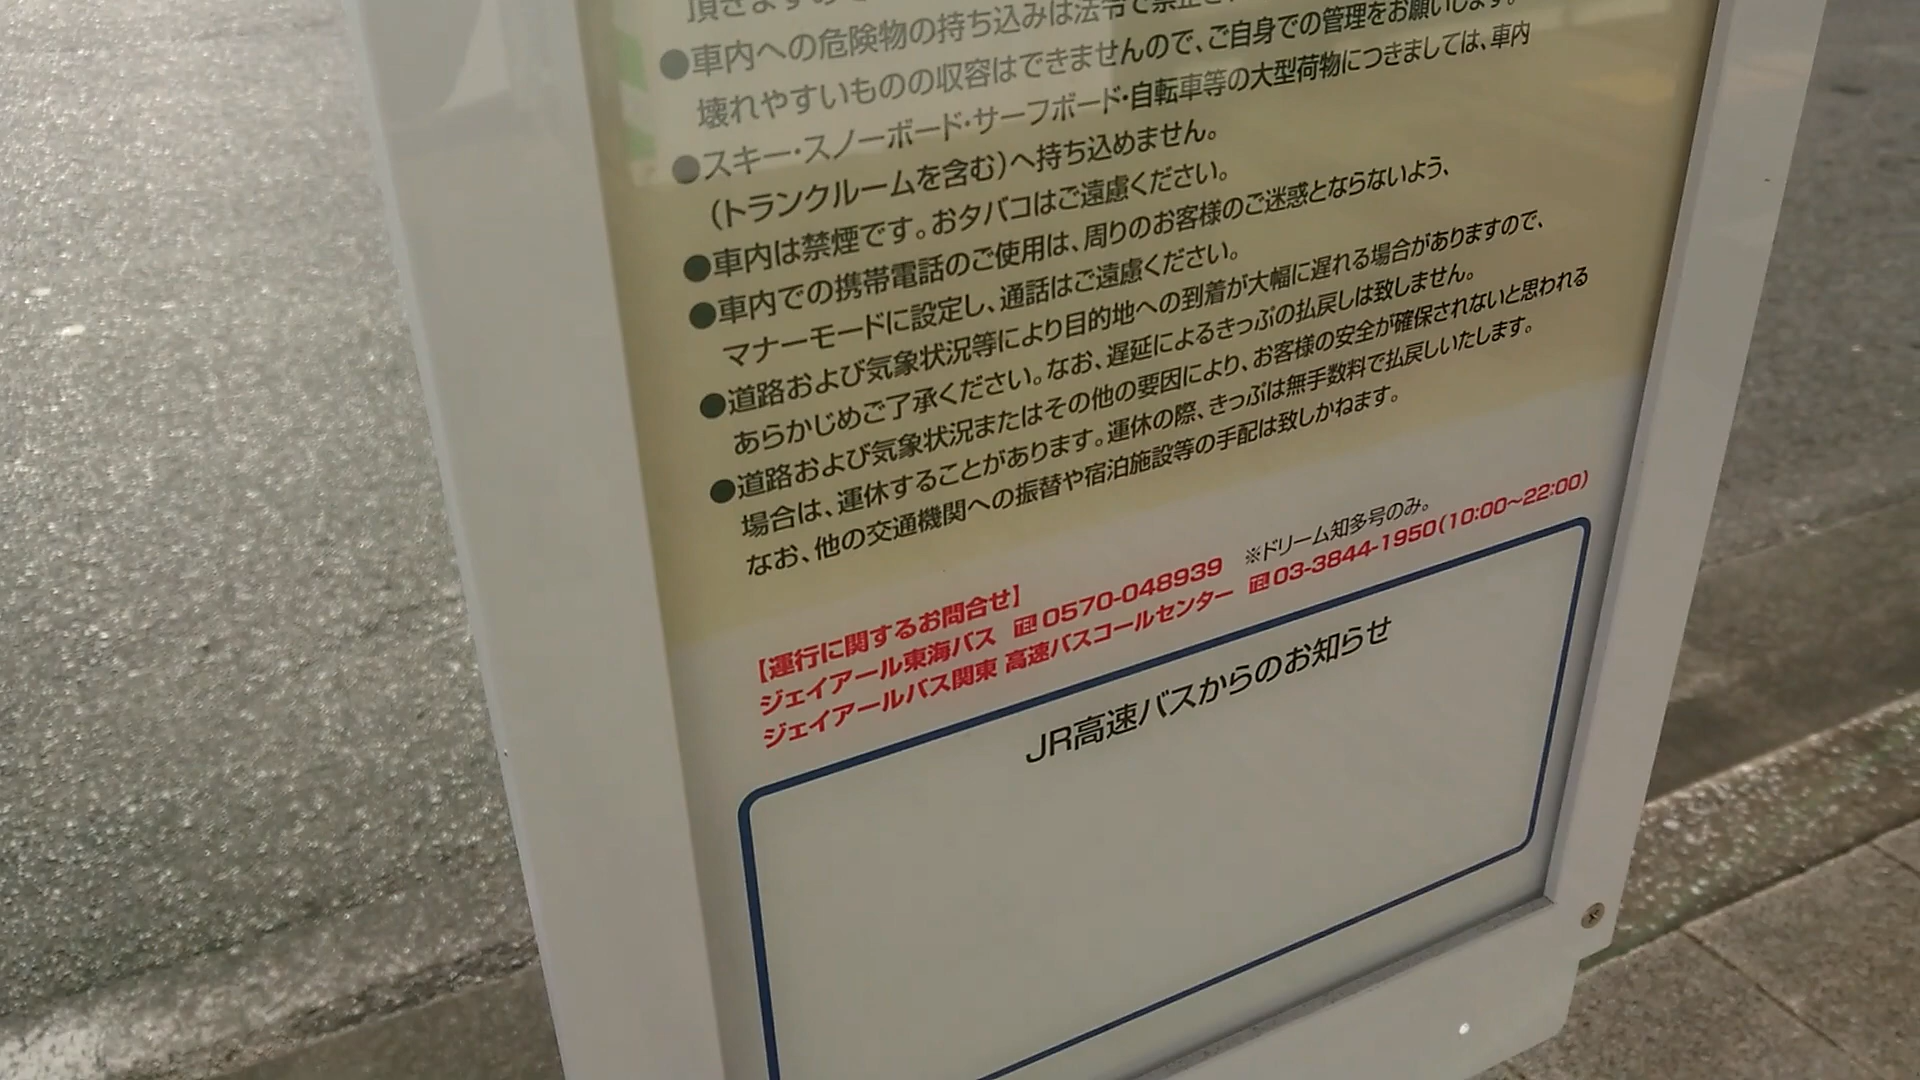 頂きますので
●車内への危険物の持ち込みは法令で禁止さ
壊れやすいものの収容はできませんので、ご自身での管理をお願いします。
●スキー・スノーボード・サーフボード・自転車等の大型荷物につきましては、車内
(トランクルームを含む)へ持ち込めません。
●車内は禁煙です。おタバコはご遠慮ください。
●車内での携帯電話のご使用は、周りのお客様のご迷惑とならないよう、
マナーモードに設定し、通話はご遠慮ください。
●道路および気象状況等により目的地への到着が大幅に遅れる場合がありますので、
あらかじめご了承ください。なお、遅延によるきっぷの払戻しは致しません。
●道路および気象状況またはその他の要因により、お客様の安全が確保されないと思われる
場合は、運休することがあります。運休の際、きっぷは無手数料で払戻しいたします。
なお、他の交通機関への振替や宿泊施設等の手配は致しかねます。
【運行に関するお問合せ】
ジェイアール東海バス TEL 0570-048939 ※ドリーム知多号のみ。
ジェイアールバス関東 高速バスコールセンター TEL 03-3844-1950(10:00~22:00)
JR高速バスからのお知らせ